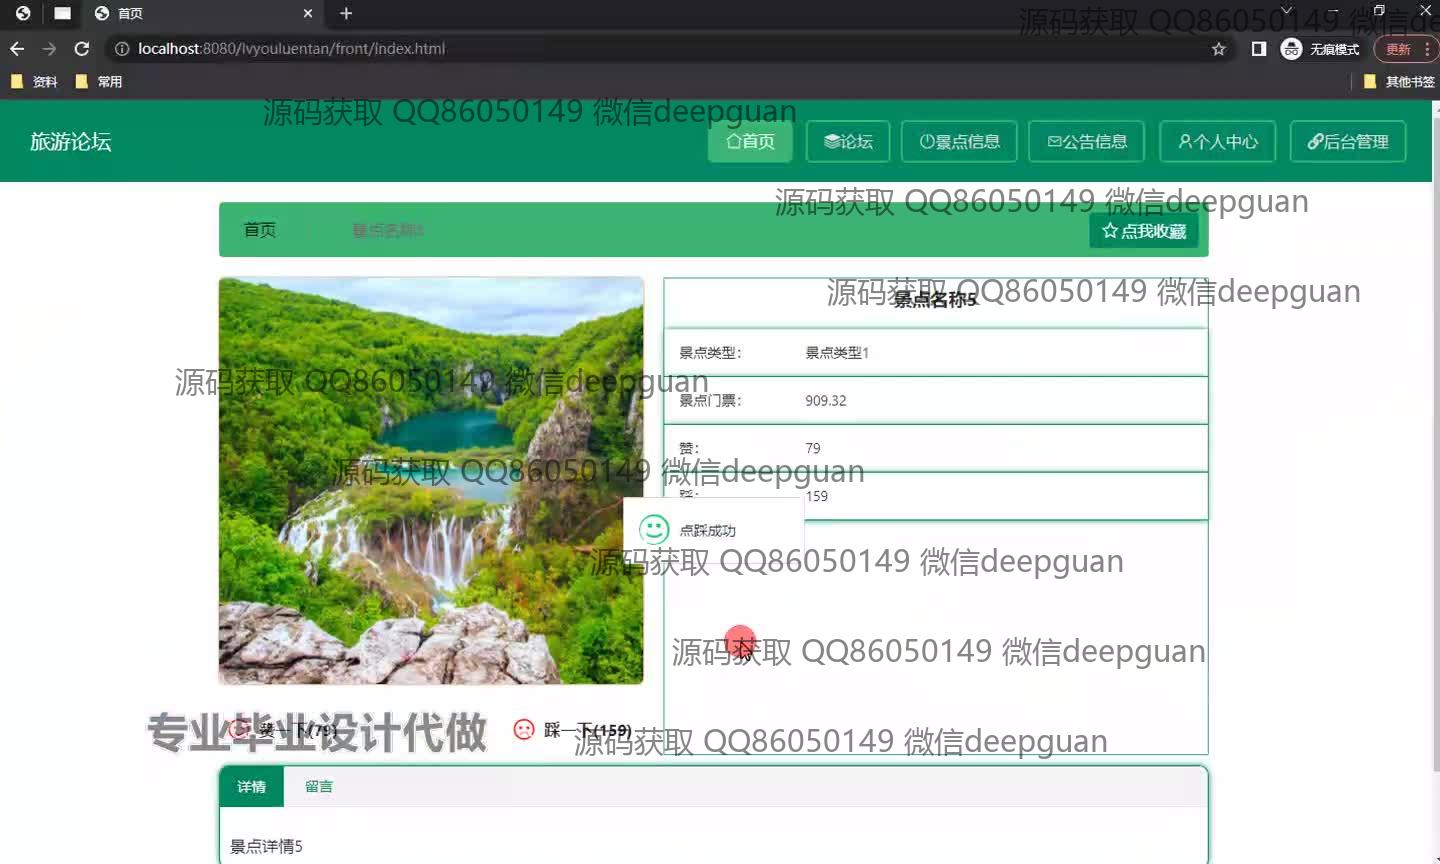 首页
localhost:8080/lvyouluentan/front/index.html
无痕模式
更新
资料
常用
其他书签
源码获取 QQ86050149 微信de
源码获取 QQ86050149 微信deepguan
旅游论坛
首页
论坛
景点信息
公告信息
个人中心
后台管理
源码获取 QQ86050149 微信deepguan
首页
景点名称5
点我收藏
源码获取 QQ86050149 微信deepguan
景点名称5
景点类型： 景点类型1
源码获取 QQ86050149 微信deepguan
景点门票： 909.32
赞： 79
源码获取 QQ86050149 微信deepguan
踩： 159
点踩成功
源码获取 QQ86050149 微信deepguan
源码获取 QQ86050149 微信deepguan
专业毕业设计代做
赞一下(79)
踩一下(159)
源码获取 QQ86050149 微信deepguan
详情
留言
景点详情5